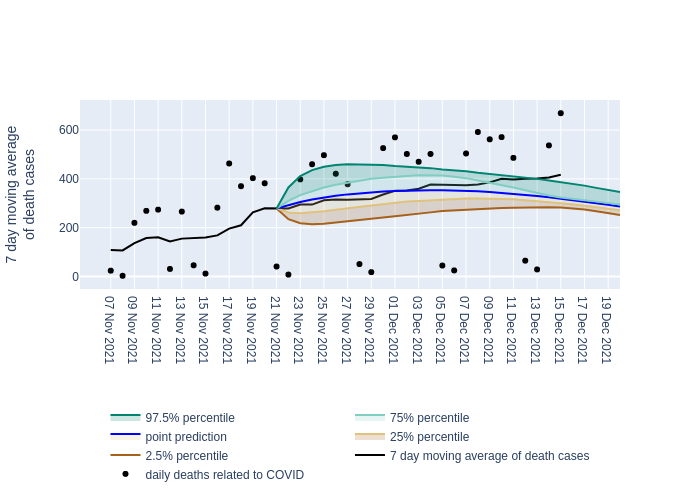 7 day moving average
of death cases
600
400
200
0
07 Nov 2021
09 Nov 2021
11 Nov 2021
13 Nov 2021
15 Nov 2021
17 Nov 2021
19 Nov 2021
21 Nov 2021
23 Nov 2021
25 Nov 2021
27 Nov 2021
29 Nov 2021
01 Dec 2021
03 Dec 2021
05 Dec 2021
07 Dec 2021
09 Dec 2021
11 Dec 2021
13 Dec 2021
15 Dec 2021
17 Dec 2021
19 Dec 2021
97.5% percentile
75% percentile
point prediction
25% percentile
2.5% percentile
7 day moving average of death cases
daily deaths related to COVID